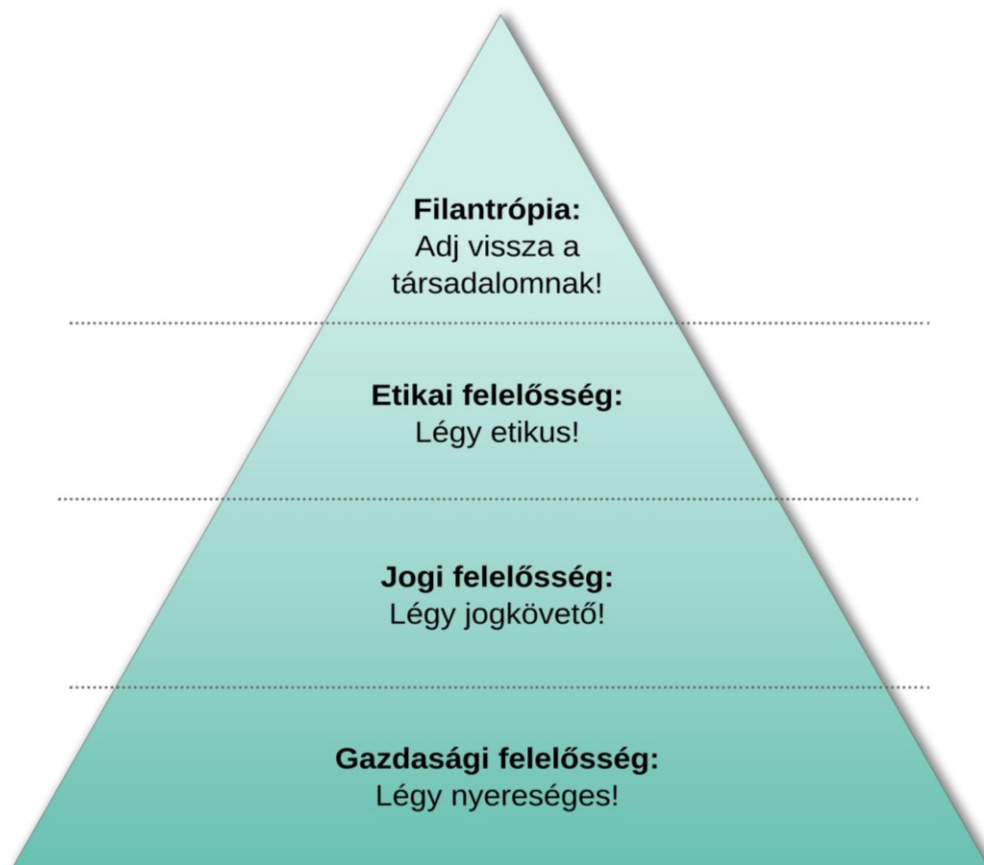 Filantrópia:
Adj vissza a
társadalomnak!
Etikai felelősség:
Légy etikus!
Jogi felelősség:
Légy jogkövető!
Gazdasági felelősség:
Légy nyereséges!